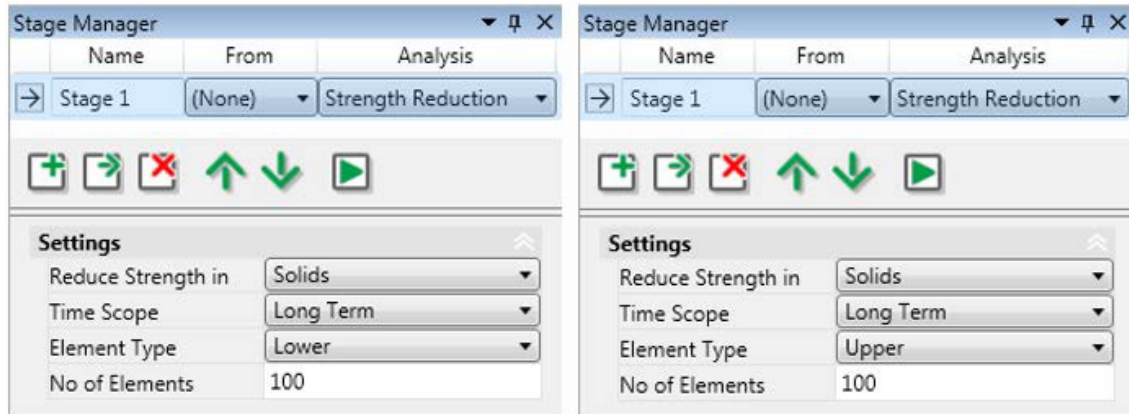 Stage Manager
Name From Analysis
Stage 1 (None) Strength Reduction
Settings
Reduce Strength in Solids
Time Scope Long Term
Element Type Lower
No of Elements 100
Stage Manager
Name From Analysis
Stage 1 (None) Strength Reduction
Settings
Reduce Strength in Solids
Time Scope Long Term
Element Type Upper
No of Elements 100